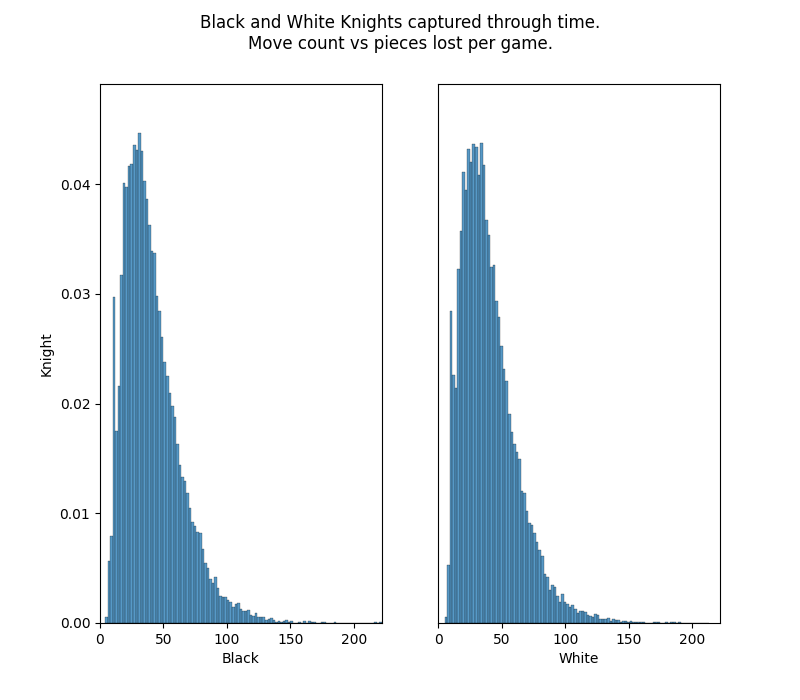 Black and White Knights captured through time.
Move count vs pieces lost per game.
Knight
0.04
0.03
0.02
0.01
0.00
0 50 100 150 200
Black
0 50 100 150 200
White